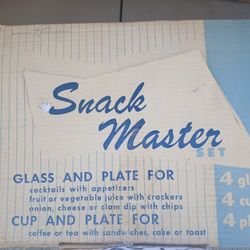 Snack
Master
SET
GLASS AND PLATE FOR
cocktails with appetizers
fruit or vegetable juice with crackers
onion, cheese or clam dip with chips
CUP AND PLATE FOR
coffee or tea with sandwiches, cake or toast
4 gl
4 cu
4 pl